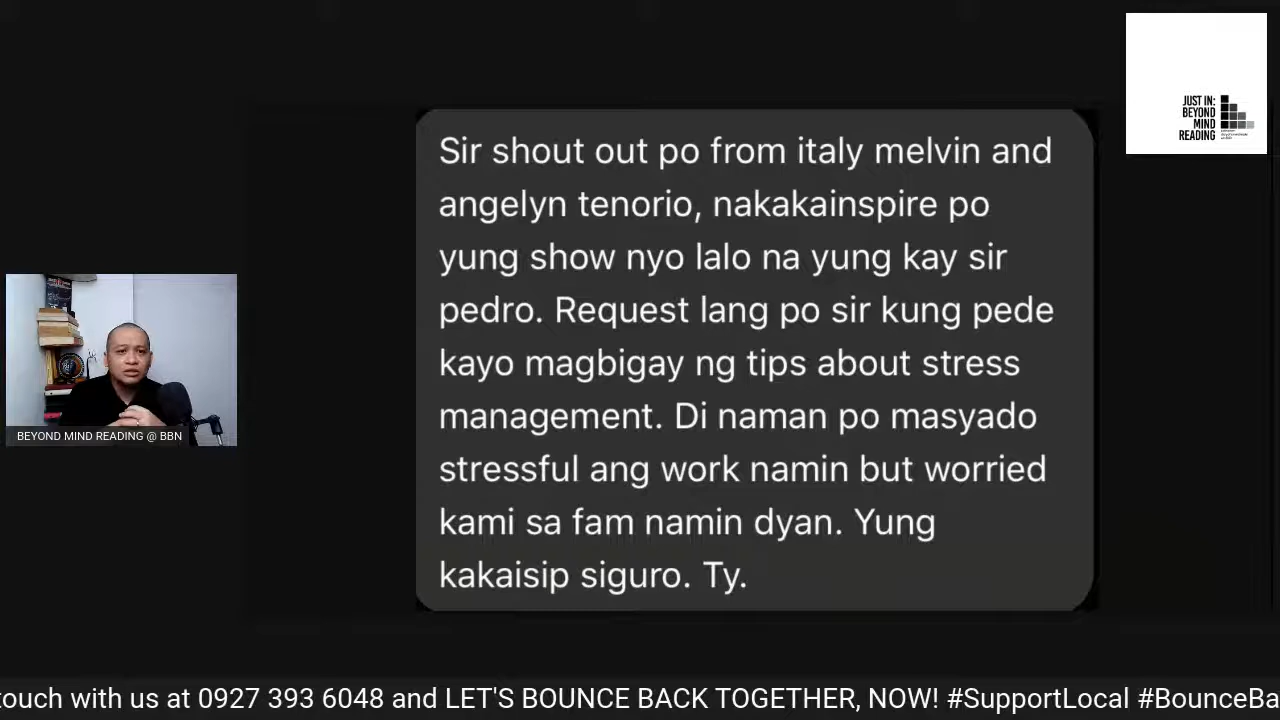 JUST IN:
BEYOND
MIND
READING
Sir shout out po from italy melvin and
angelyn tenorio, nakakainspire po
yung show nyo lalo na yung kay sir
pedro. Request lang po sir kung pede
kayo magbigay ng tips about stress
management. Di naman po masyado
stressful ang work namin but worried
kami sa fam namin dyan. Yung
kakaisip siguro. Ty.
BEYOND MIND READING @ BBN
touch with us at 0927 393 6048 and LET'S BOUNCE BACK TOGETHER, NOW! #SupportLocal #BounceBa